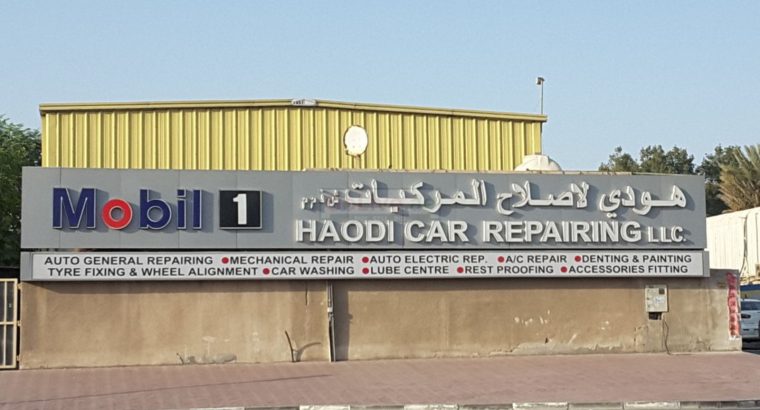 Mobil 1
هودي لاصلاح المركبات ش ذ م م
HAODI CAR REPAIRING LLC.
AUTO GENERAL REPAIRING ● MECHANICAL REPAIR ● AUTO ELECTRIC REP. ● A/C REPAIR ● DENTING & PAINTING
TYRE FIXING & WHEEL ALIGNMENT ● CAR WASHING ● LUBE CENTRE ● REST PROOFING ● ACCESSORIES FITTING